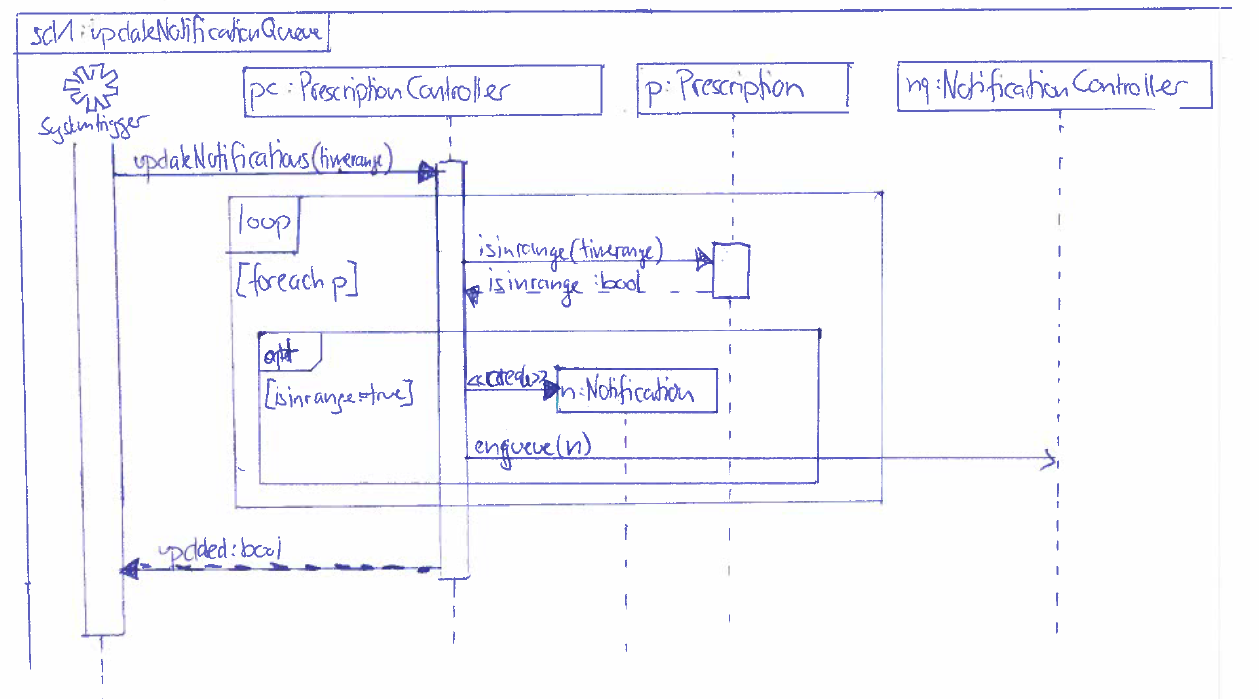 sd1: updateNotificationQueue
pc: PrescriptionController
p: Prescription
nq: NotificationController
Systemtrigger
updateNotifications(timerange)
loop
isinrange(timerange)
[foreach p]
isinrange :bool
opt
[isinrange=true]
<<create>>
n: Notification
enqueue(n)
updated: bool